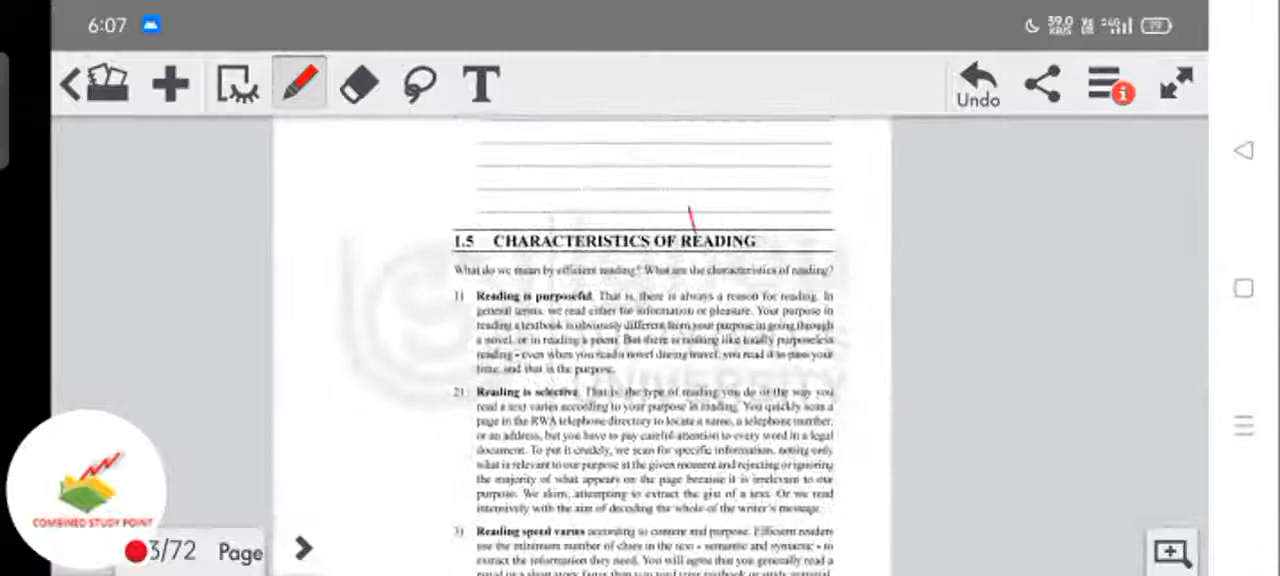 6:07
39.0
KB/S
4G
79
T
Undo
1.5 CHARACTERISTICS OF READING
What do we mean by efficient reading? What are the characteristics of reading?
1) Reading is purposeful. That is, there is always a reason for reading. In
general terms, we read either for information or pleasure. Your purpose in
reading a textbook is obviously different from your purpose in going through
a novel, or in reading a poem. But there is nothing like totally purposeless
reading - even when you read a novel during travel, you read it to pass your
time, and that is the purpose.
2) Reading is selective. That is, the type of reading you do or the way you
read a text varies according to your purpose in reading. You quickly scan a
page in the RWA telephone directory to locate a name, a telephone number,
or an address, but you have to pay careful attention to every word in a legal
document. To put it crudely, we scan for specific information, noting only
what is relevant to our purpose at the given moment and rejecting or ignoring
the majority of what appears on the page because it is irrelevant to our
purpose. We skim, attempting to extract the gist of a text. Or we read
intensively with the aim of decoding the whole of the writer's message.
3) Reading speed varies according to content and purpose. Efficient readers
use the minimum number of clues in the text - semantic and syntactic - to
extract the information they need. You will agree that you generally read a
novel or a short story faster than you read your textbook or study material.
UNIVERSITY
COMBINED STUDY POINT
3/72 Page